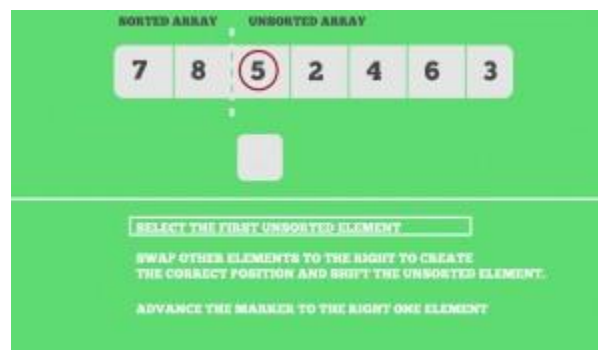 SORTED ARRAY UNSORTED ARRAY
7 8 5 2 4 6 3
SELECT THE FIRST UNSORTED ELEMENT
SWAP OTHER ELEMENTS TO THE RIGHT TO CREATE
THE CORRECT POSITION AND SHIFT THE UNSORTED ELEMENT.
ADVANCE THE MARKER TO THE RIGHT ONE ELEMENT